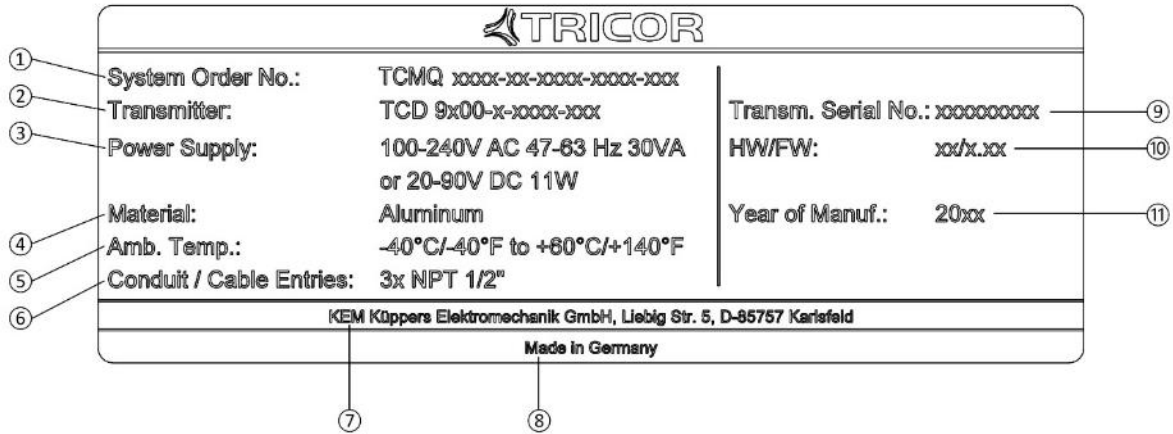 TRICOR
① System Order No.: TCMQ xxxx-xx-xxxx-xxxx-xxx
② Transmitter: TCD 9x00-x-xxxx-xxx Transm. Serial No.: xxxxxxxxx ⑨
③ Power Supply: 100-240V AC 47-63 Hz 30VA HW/FW: xx/x.xx ⑩
or 20-90V DC 11W
④ Material: Aluminum Year of Manuf.: 20xx ⑪
⑤ Amb. Temp.: -40°C/-40°F to +60°C/+140°F
⑥ Conduit / Cable Entries: 3x NPT 1/2"
KEM Küppers Elektromechanik GmbH, Liebig Str. 5, D-85757 Karlsfeld
Made in Germany
⑦ ⑧